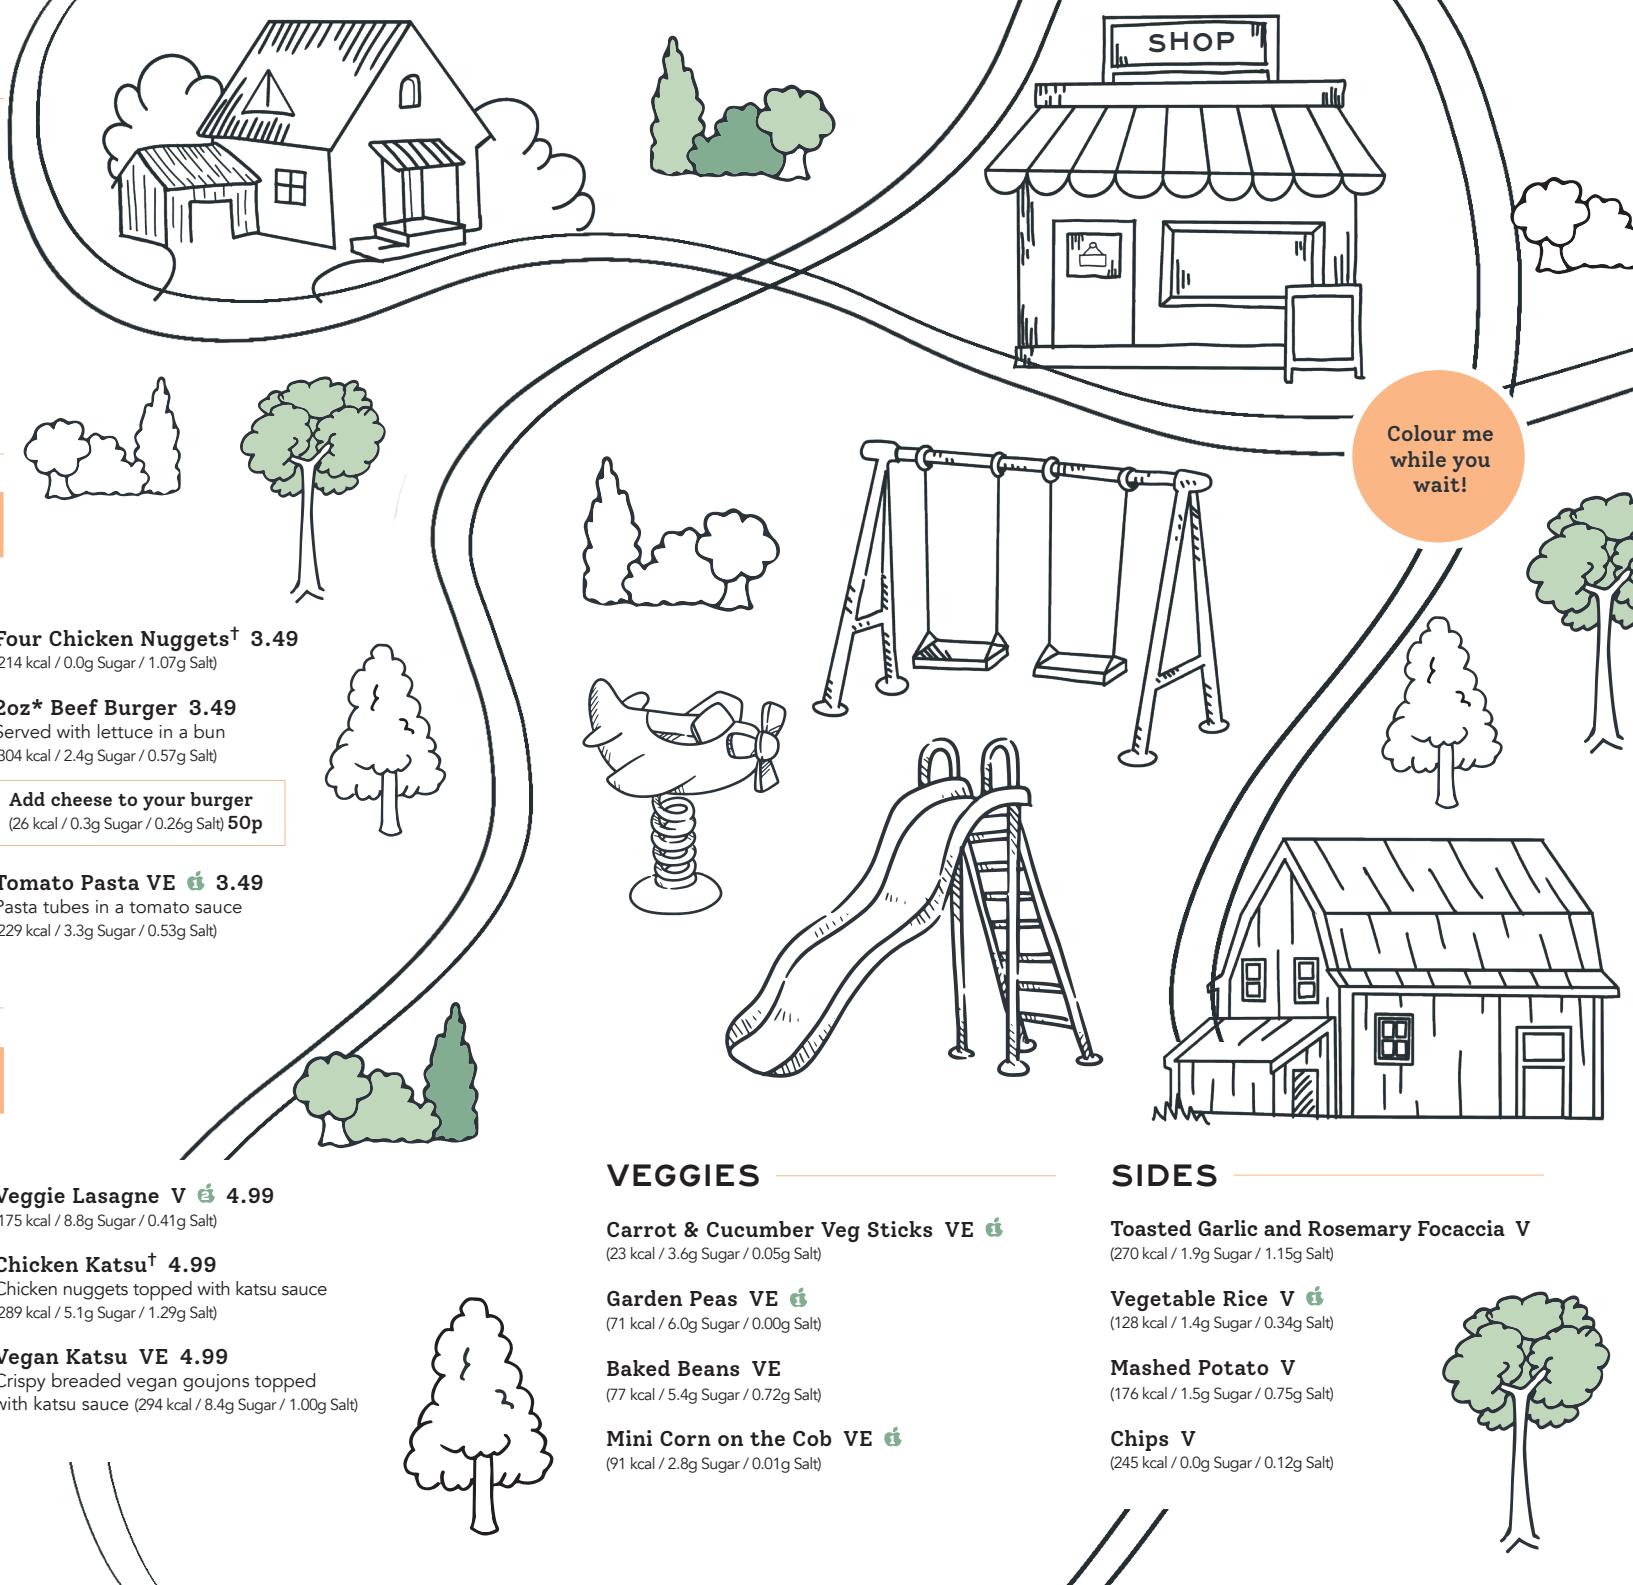 SHOP
Colour me
while you
wait!
Four Chicken Nuggets† 3.49
214 kcal / 0.0g Sugar / 1.07g Salt)
2oz* Beef Burger 3.49
Served with lettuce in a bun
304 kcal / 2.4g Sugar / 0.57g Salt)
Add cheese to your burger
(26 kcal / 0.3g Sugar / 0.26g Salt) 50p
Tomato Pasta VE 1 3.49
Pasta tubes in a tomato sauce
229 kcal / 3.3g Sugar / 0.53g Salt)
Veggie Lasagne V 2 4.99
175 kcal / 8.8g Sugar / 0.41g Salt)
Chicken Katsu† 4.99
Chicken nuggets topped with katsu sauce
289 kcal / 5.1g Sugar / 1.29g Salt)
Vegan Katsu VE 4.99
Crispy breaded vegan goujons topped
with katsu sauce (294 kcal / 8.4g Sugar / 1.00g Salt)
VEGGIES
Carrot & Cucumber Veg Sticks VE 1
(23 kcal / 3.6g Sugar / 0.05g Salt)
Garden Peas VE 1
(71 kcal / 6.0g Sugar / 0.00g Salt)
Baked Beans VE
(77 kcal / 5.4g Sugar / 0.72g Salt)
Mini Corn on the Cob VE 1
(91 kcal / 2.8g Sugar / 0.01g Salt)
SIDES
Toasted Garlic and Rosemary Focaccia V
(270 kcal / 1.9g Sugar / 1.15g Salt)
Vegetable Rice V 1
(128 kcal / 1.4g Sugar / 0.34g Salt)
Mashed Potato V
(176 kcal / 1.5g Sugar / 0.75g Salt)
Chips V
(245 kcal / 0.0g Sugar / 0.12g Salt)